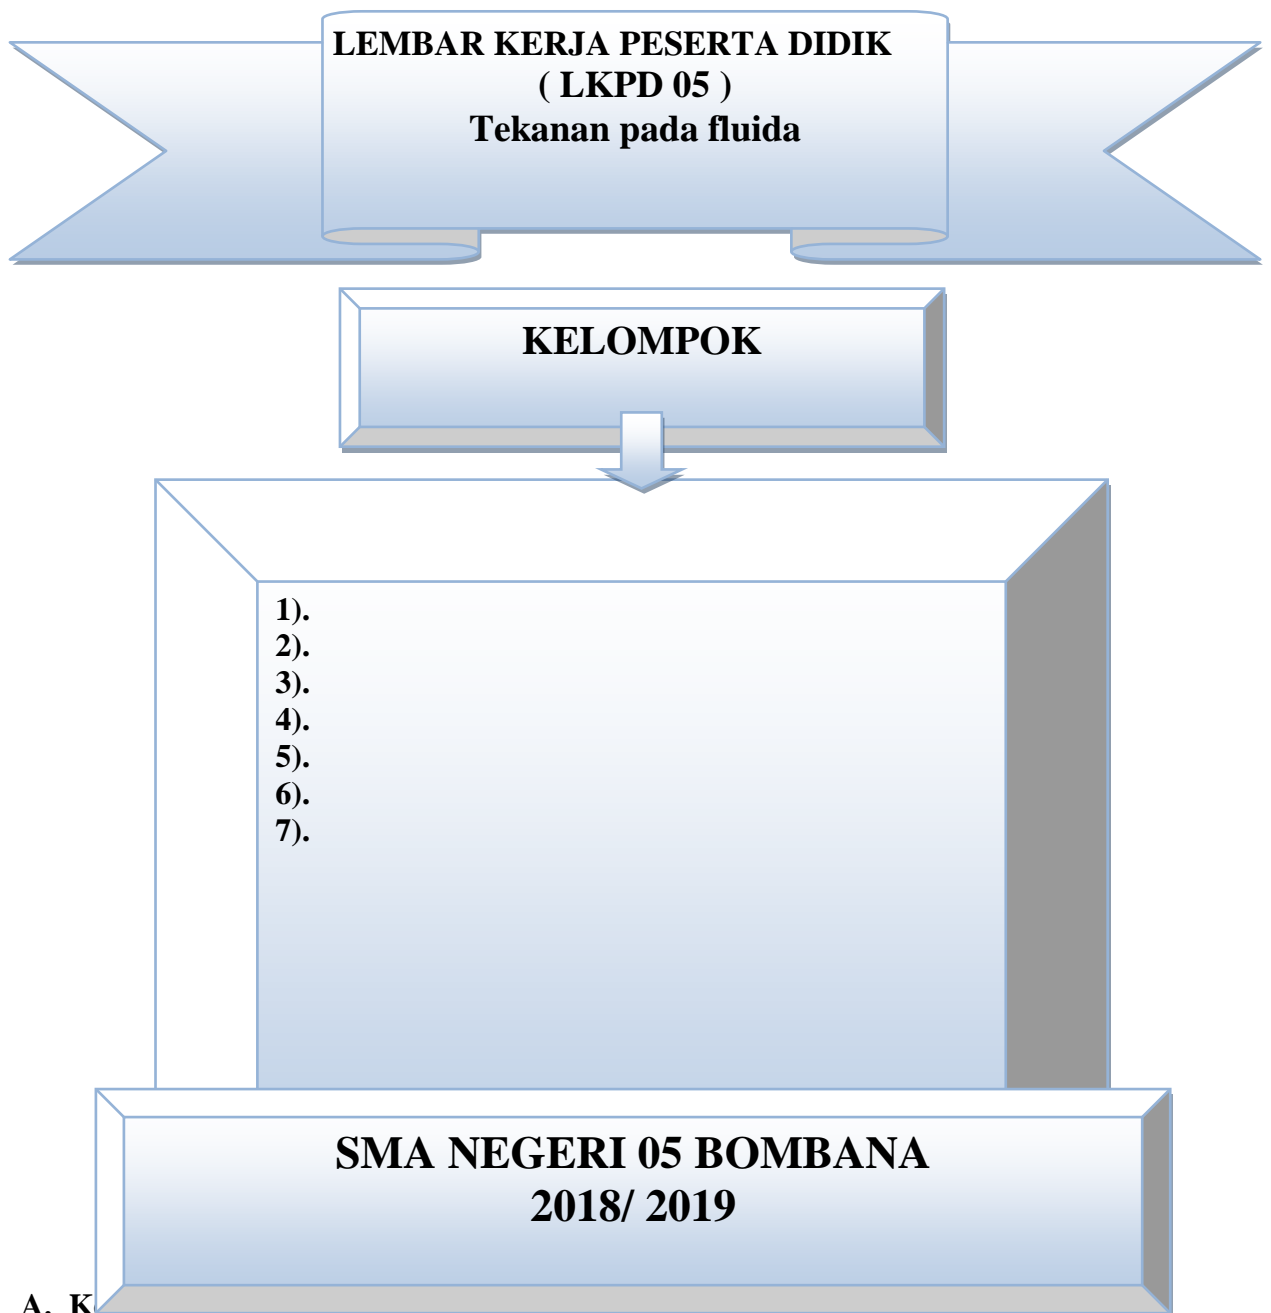 LEMBAR KERJA PESERTA DIDIK
( LKPD 05 )
Tekanan pada fluida
KELOMPOK
1).
2).
3).
4).
5).
6).
7).
SMA NEGERI 05 BOMBANA
2018/ 2019
A.